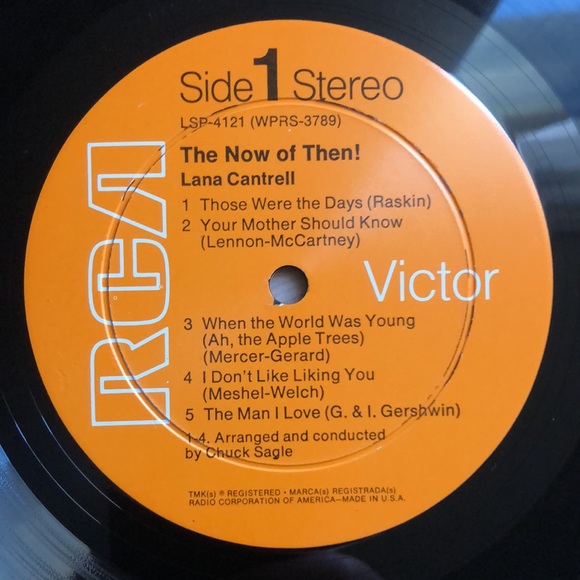 Side 1 Stereo
LSP-4121 (WPRS-3789)
The Now of Then!
Lana Cantrell
1 Those Were the Days (Raskin)
2 Your Mother Should Know
(Lennon-McCartney)
RCA
Victor
3 When the World Was Young
(Ah, the Apple Trees)
(Mercer-Gerard)
4 I Don't Like Liking You
(Meshel-Welch)
5 The Man I Love (G. & I. Gershwin)
1-4. Arranged and conducted
by Chuck Sagle
TMK(s) ® REGISTERED • MARCA(s) REGISTRADA(s)
RADIO CORPORATION OF AMERICA—MADE IN U.S.A.